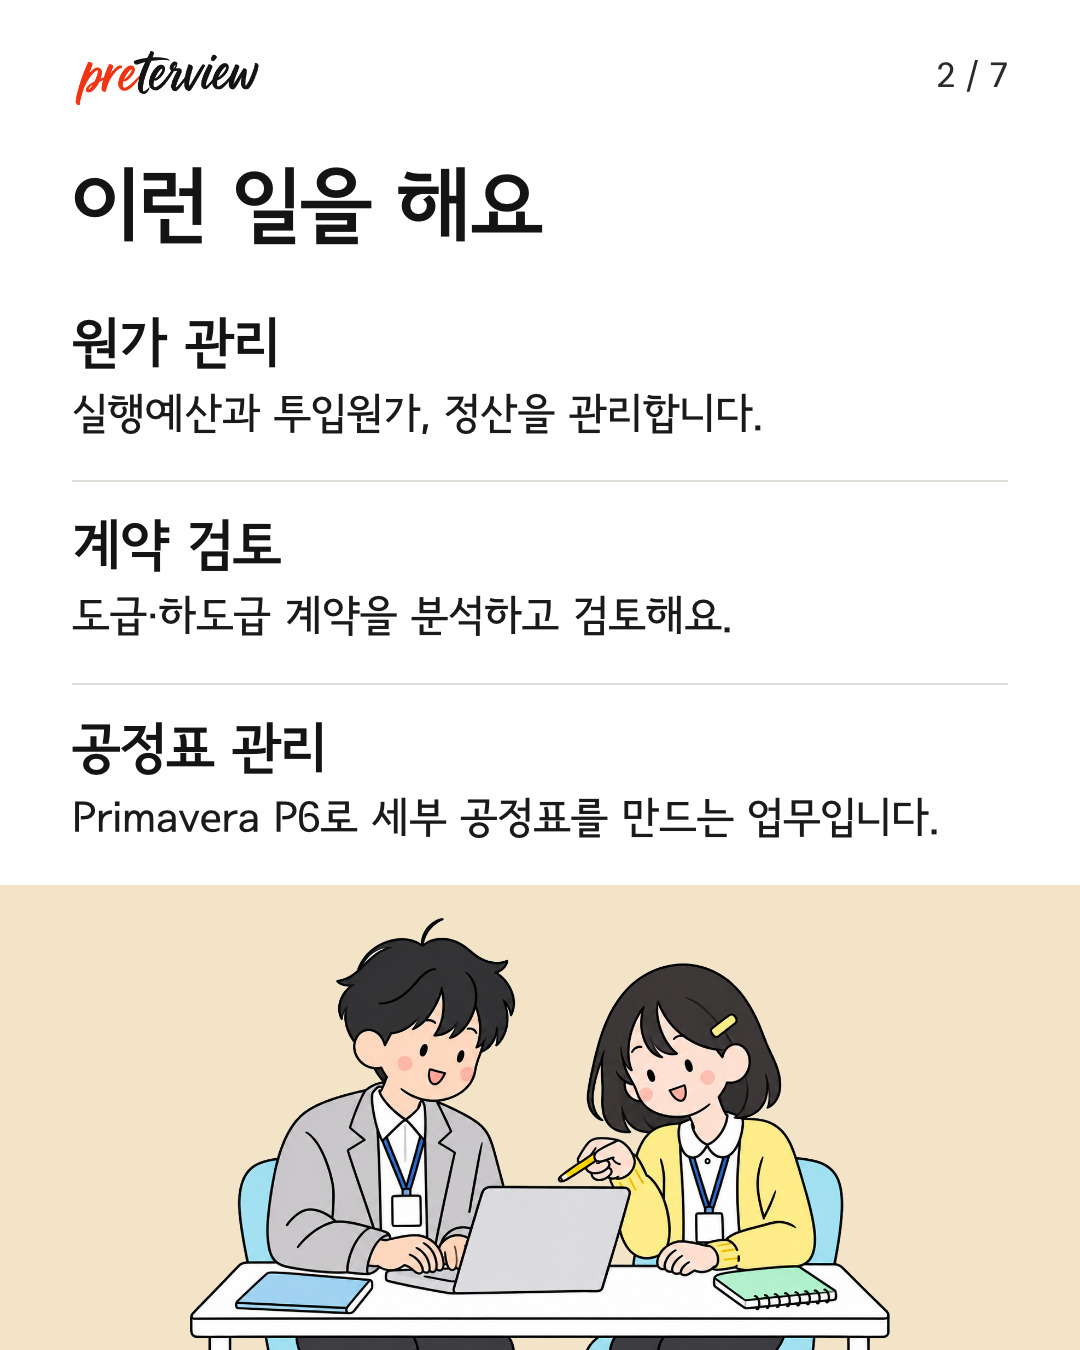 preterview
2 / 7
이런 일을 해요
원가 관리
실행예산과 투입원가, 정산을 관리합니다.
계약 검토
도급·하도급 계약을 분석하고 검토해요.
공정표 관리
Primavera P6로 세부 공정표를 만드는 업무입니다.